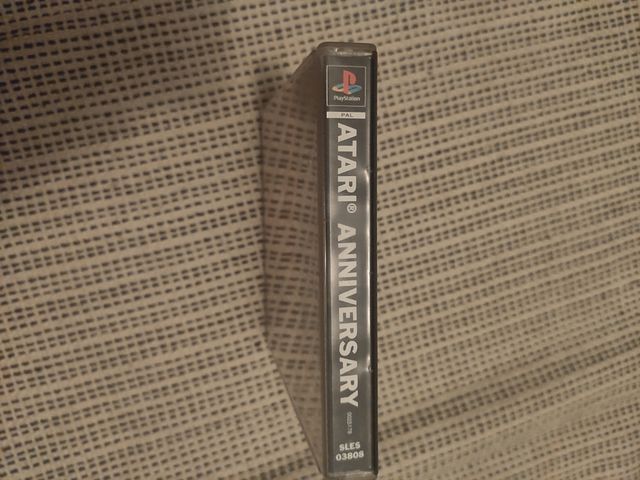 PlayStation
PAL
ATARI® ANNIVERSARY
SLES
03808